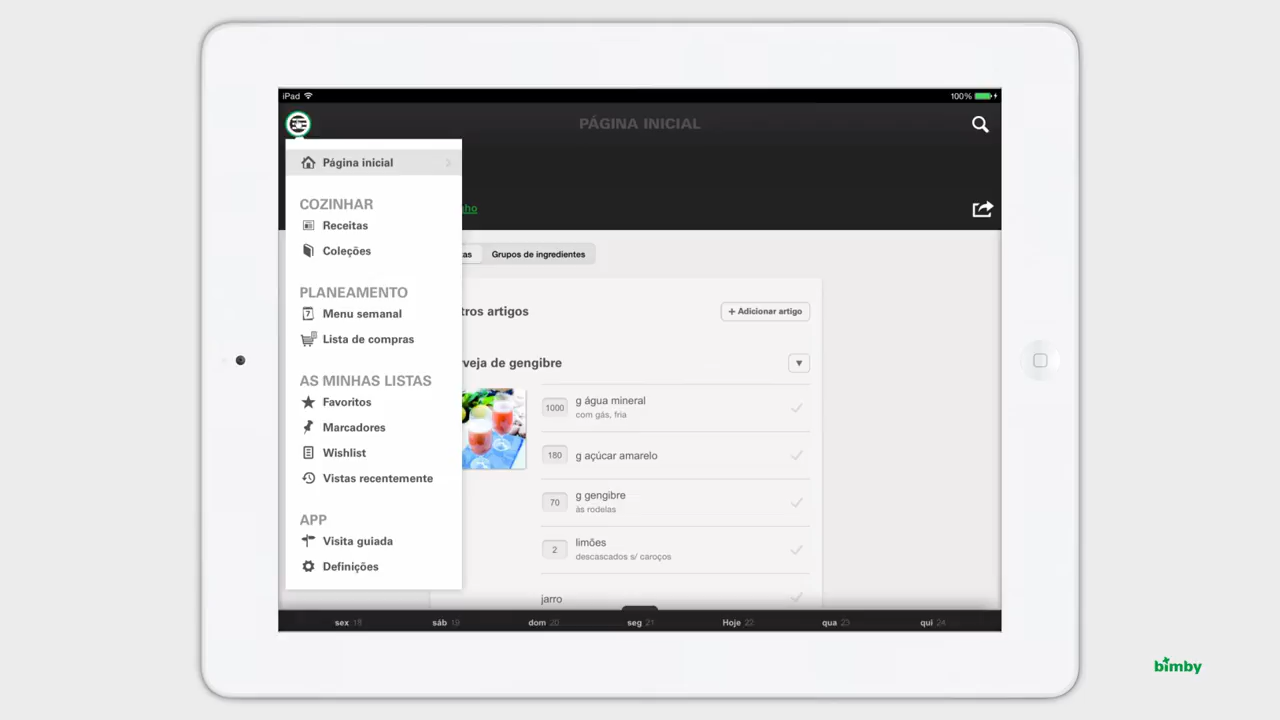 iPad
100%
PÁGINA INICIAL
Página inicial
COZINHAR
Receitas
Coleções
PLANEAMENTO
7
Menu semanal
Lista de compras
AS MINHAS LISTAS
Favoritos
Marcadores
Wishlist
Vistas recentemente
APP
Visita guiada
Definições
ho
as
Grupos de ingredientes
tros artigos
+ Adicionar artigo
veja de gengibre
1000 g água mineral
com gás, fria
180 g açúcar amarelo
70 g gengibre
às rodelas
2 limões
descascados s/ caroços
jarro
sex 18 sáb 19 dom 20 seg 21 Hoje 22 qua 23 qui 24
bimby